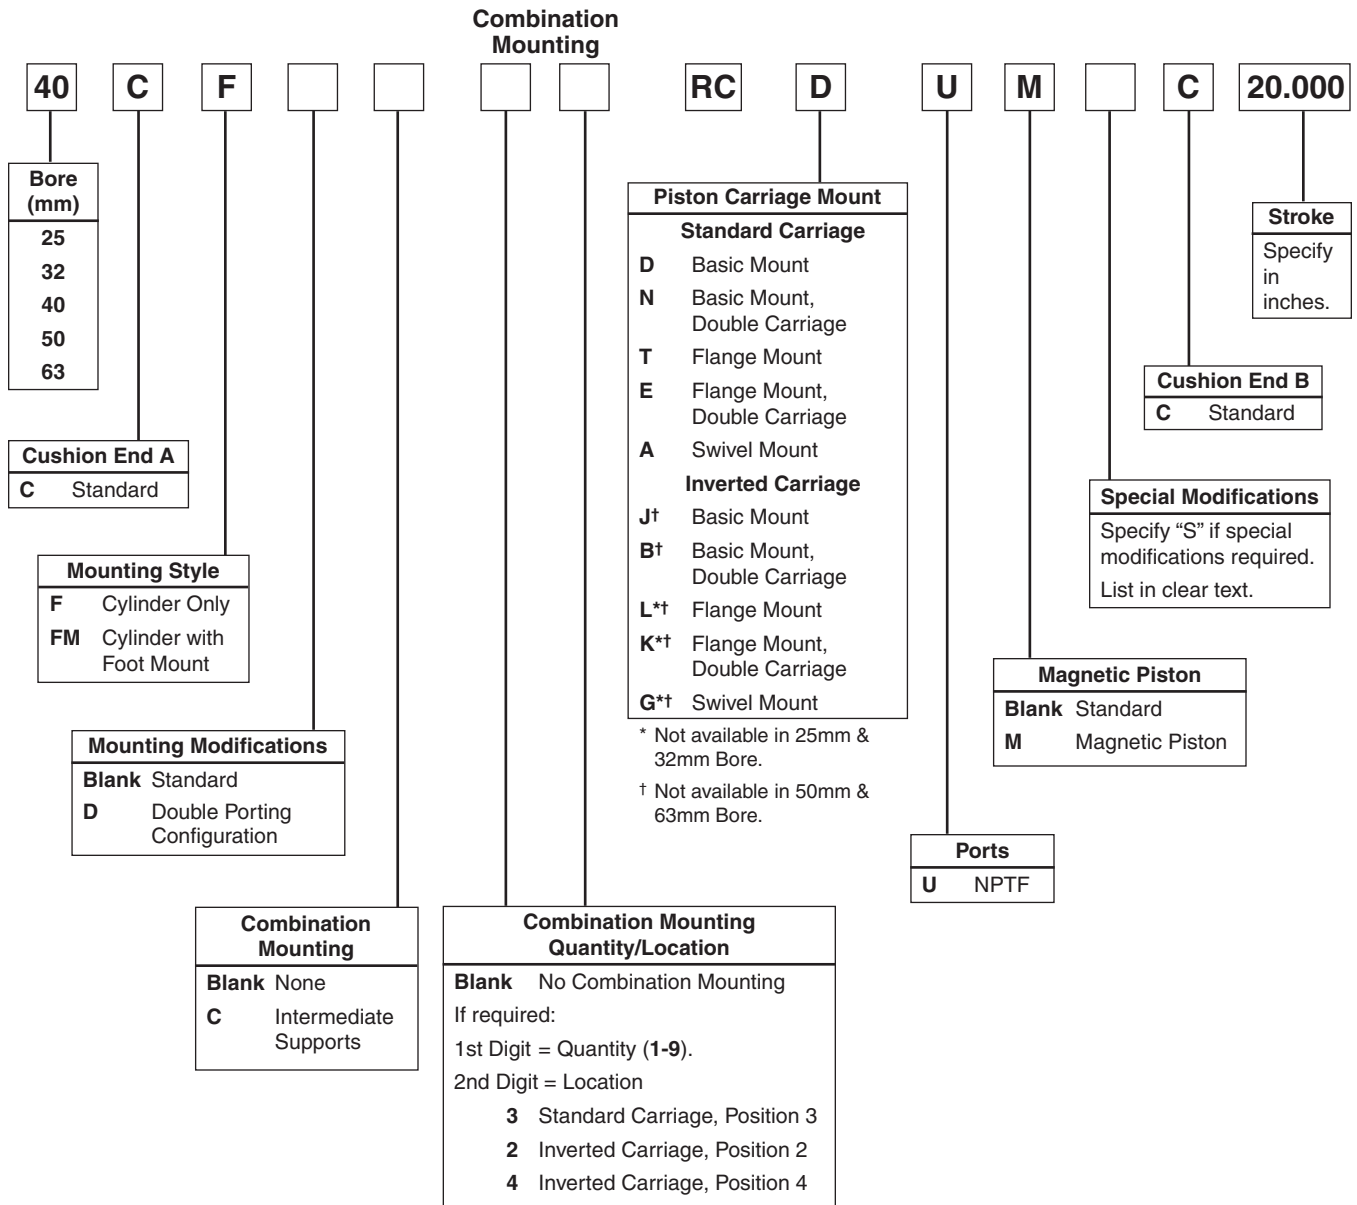 Combination
Mounting
40 C F RC D U M C 20.000
Bore
(mm)
25
32
40
50
63
Cushion End A
C Standard
Mounting Style
F Cylinder Only
FM Cylinder with
Foot Mount
Mounting Modifications
Blank Standard
D Double Porting
Configuration
Combination
Mounting
Blank None
C Intermediate
Supports
Combination Mounting
Quantity/Location
Blank No Combination Mounting
If required:
1st Digit = Quantity (1-9).
2nd Digit = Location
3 Standard Carriage, Position 3
2 Inverted Carriage, Position 2
4 Inverted Carriage, Position 4
Piston Carriage Mount
Standard Carriage
D Basic Mount
N Basic Mount,
Double Carriage
T Flange Mount
E Flange Mount,
Double Carriage
A Swivel Mount
Inverted Carriage
J† Basic Mount
B† Basic Mount,
Double Carriage
L*† Flange Mount
K*† Flange Mount,
Double Carriage
G*† Swivel Mount
* Not available in 25mm &
32mm Bore.
† Not available in 50mm &
63mm Bore.
Ports
U NPTF
Magnetic Piston
Blank Standard
M Magnetic Piston
Special Modifications
Specify “S” if special
modifications required.
List in clear text.
Cushion End B
C Standard
Stroke
Specify
in
inches.